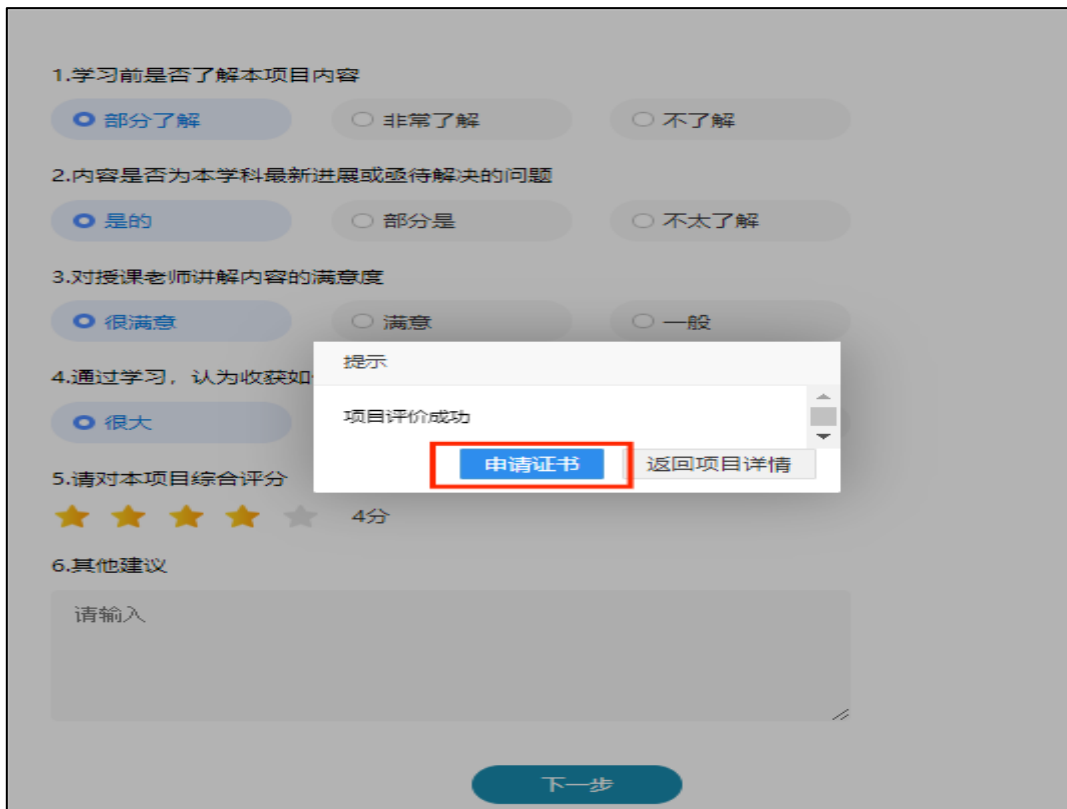 1.学习前是否了解本项目内容
部分了解 非常了解 不了解
2.内容是否为本学科最新进展或亟待解决的问题
是的 部分是 不太了解
3.对授课老师讲解内容的满意度
很满意 满意 一般
提示
4.通过学习，认为收获如
很大
项目评价成功
申请证书 返回项目详情
5.请对本项目综合评分
4分
6.其他建议
请输入
下一步